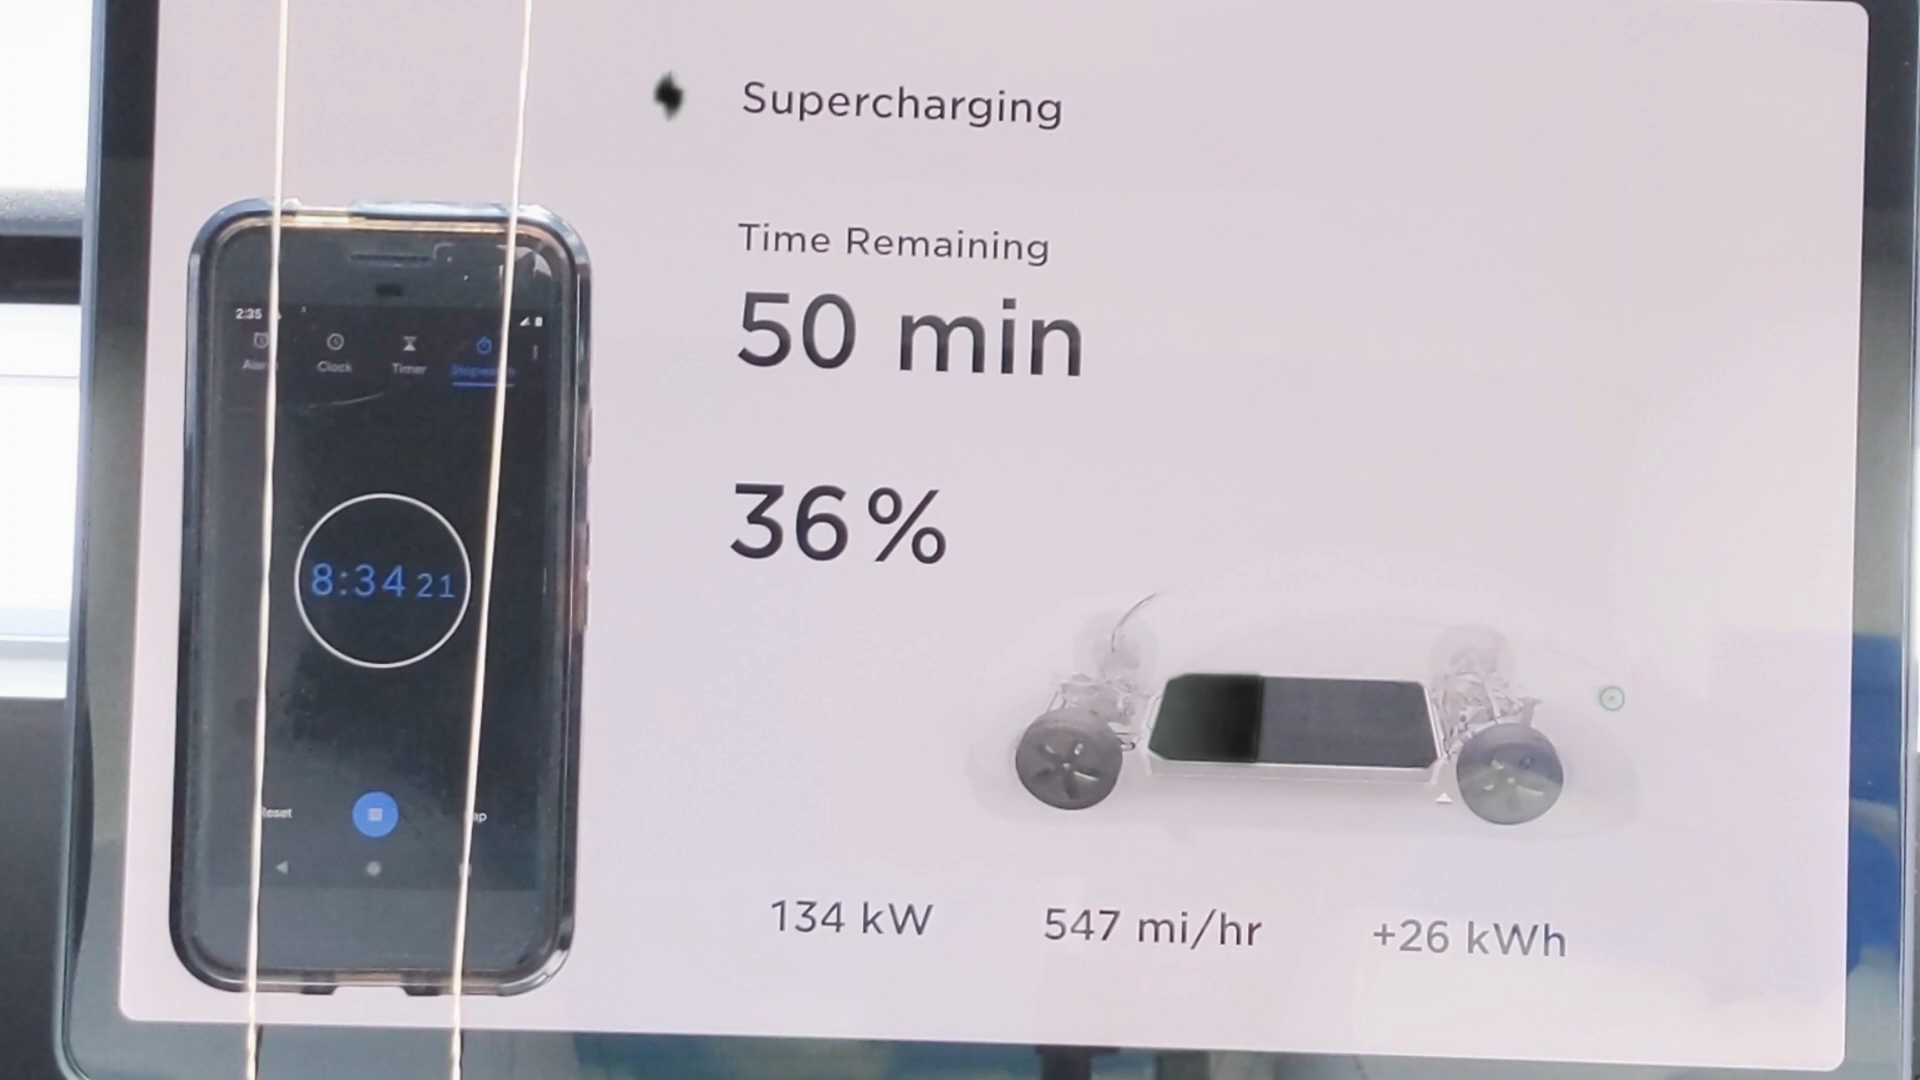 Supercharging
Time Remaining
50 min
36%
134 kW 547 mi/hr +26 kWh
2:35
Clock Timer
8:34 21